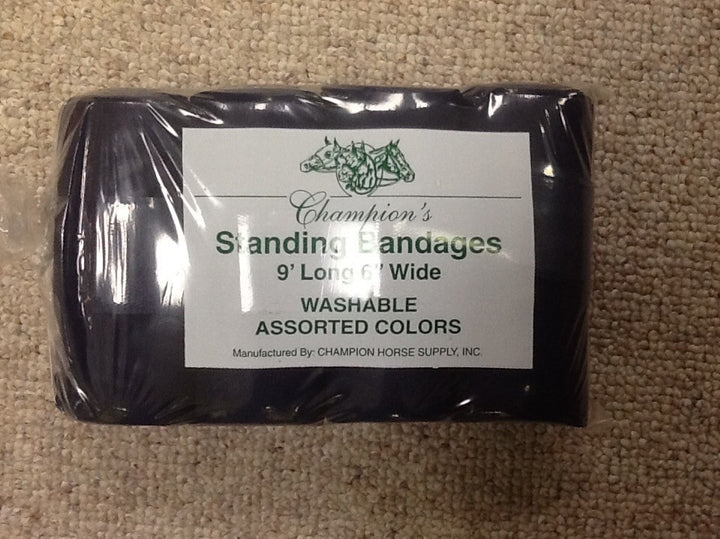 Champion's
Standing Bandages
9' Long 6" Wide
WASHABLE
ASSORTED COLORS
Manufactured By: CHAMPION HORSE SUPPLY, INC.